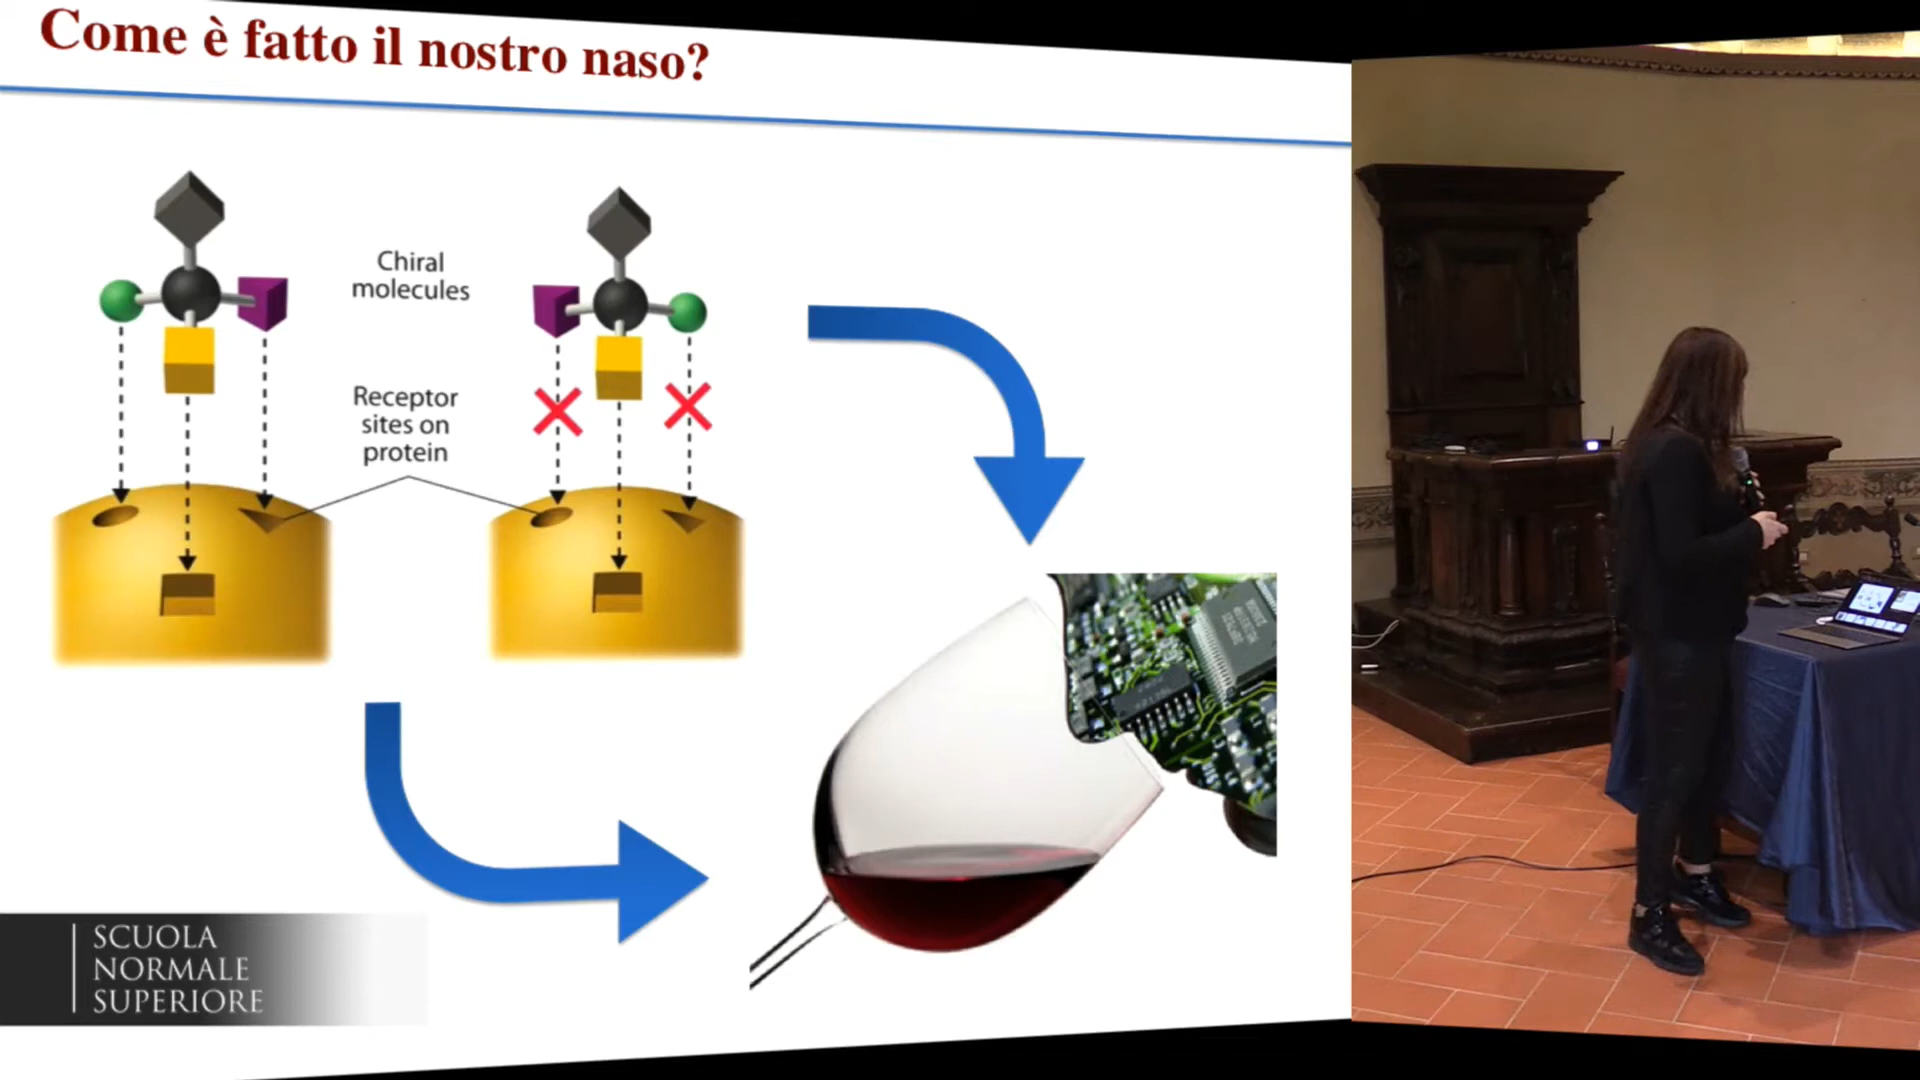 Come è fatto il nostro naso?
Chiral
molecules
Receptor
sites on
protein
SCUOLA
NORMALE
SUPERIORE